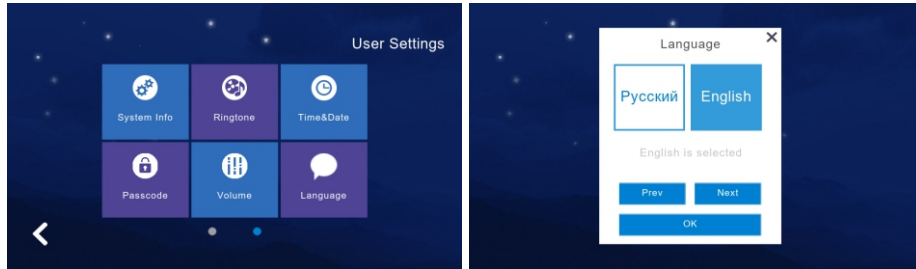 User Settings
System Info
Ringtone
Time&Date
Passcode
Volume
Language
Language
Русский
English
English is selected
Prev
Next
OK